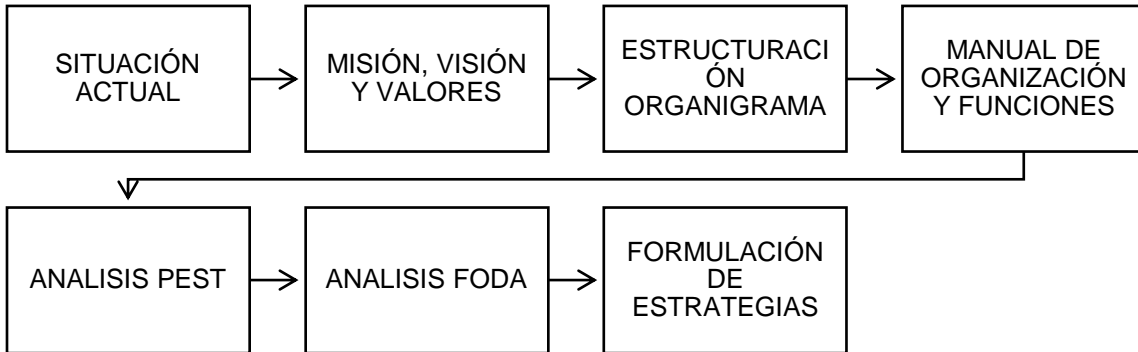 SITUACIÓN
ACTUAL
MISIÓN, VISIÓN
Y VALORES
ESTRUCTURACI
ÓN
ORGANIGRAMA
MANUAL DE
ORGANIZACIÓN
Y FUNCIONES
ANALISIS PEST
ANALISIS FODA
FORMULACIÓN
DE
ESTRATEGIAS